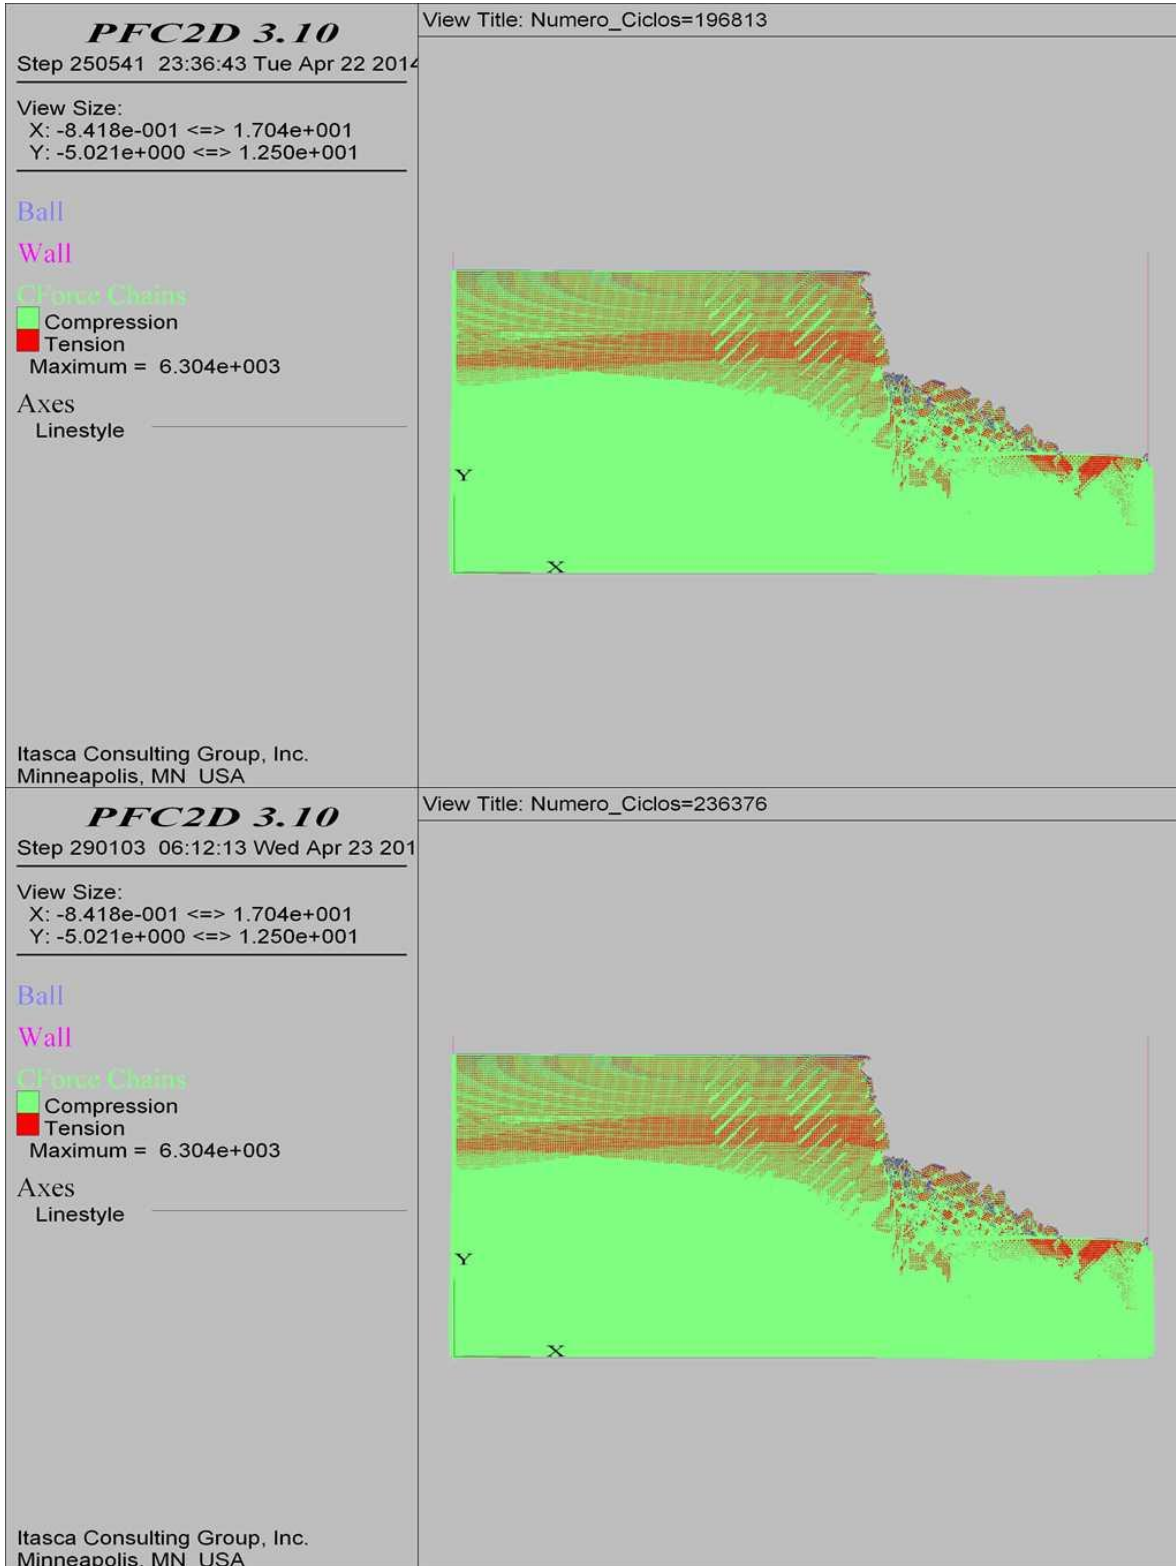 PFC2D 3.10
Step 250541 23:36:43 Tue Apr 22 2014
View Size:
X: -8.418e-001 <=> 1.704e+001
Y: -5.021e+000 <=> 1.250e+001
Ball
Wall
CForce Chains
Compression
Tension
Maximum = 6.304e+003
Axes
Linestyle
Itasca Consulting Group, Inc.
Minneapolis, MN USA
View Title: Numero_Ciclos=196813
Y
X
PFC2D 3.10
Step 290103 06:12:13 Wed Apr 23 201
View Size:
X: -8.418e-001 <=> 1.704e+001
Y: -5.021e+000 <=> 1.250e+001
Ball
Wall
CForce Chains
Compression
Tension
Maximum = 6.304e+003
Axes
Linestyle
Itasca Consulting Group, Inc.
Minneapolis, MN USA
View Title: Numero_Ciclos=236376
Y
X